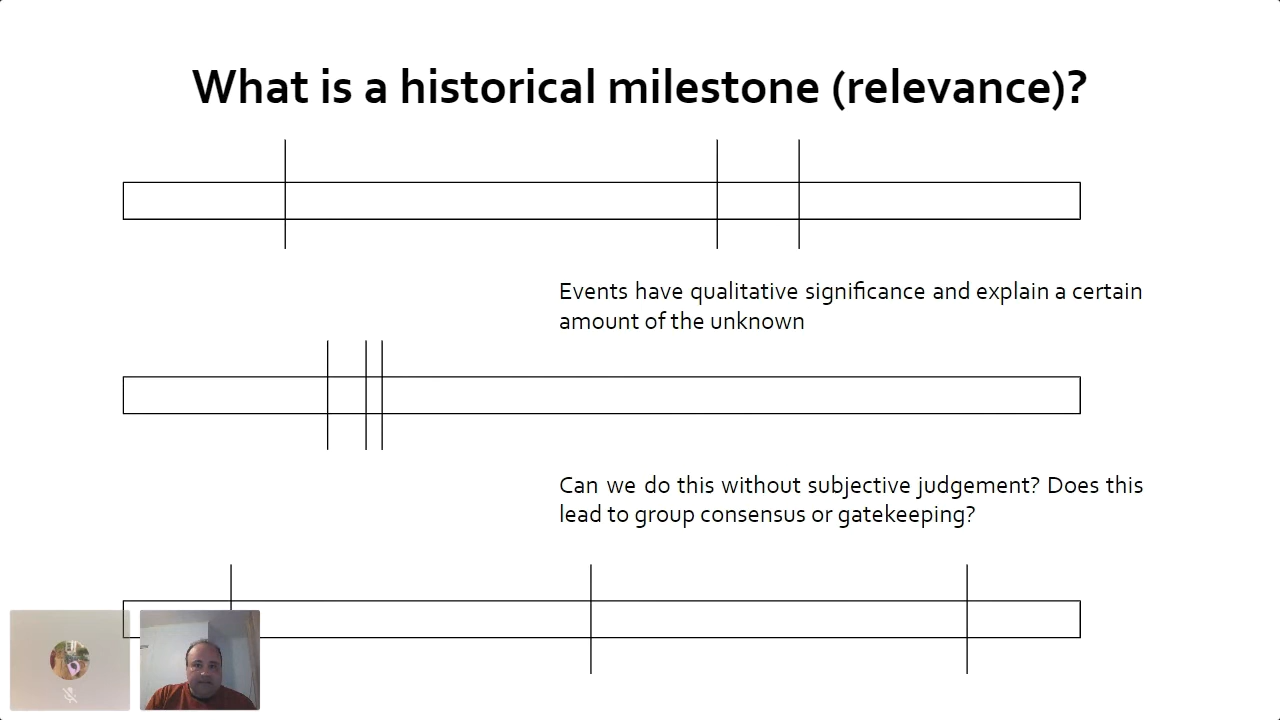 What is a historical milestone (relevance)?
Events have qualitative significance and explain a certain
amount of the unknown
Can we do this without subjective judgement? Does this
lead to group consensus or gatekeeping?